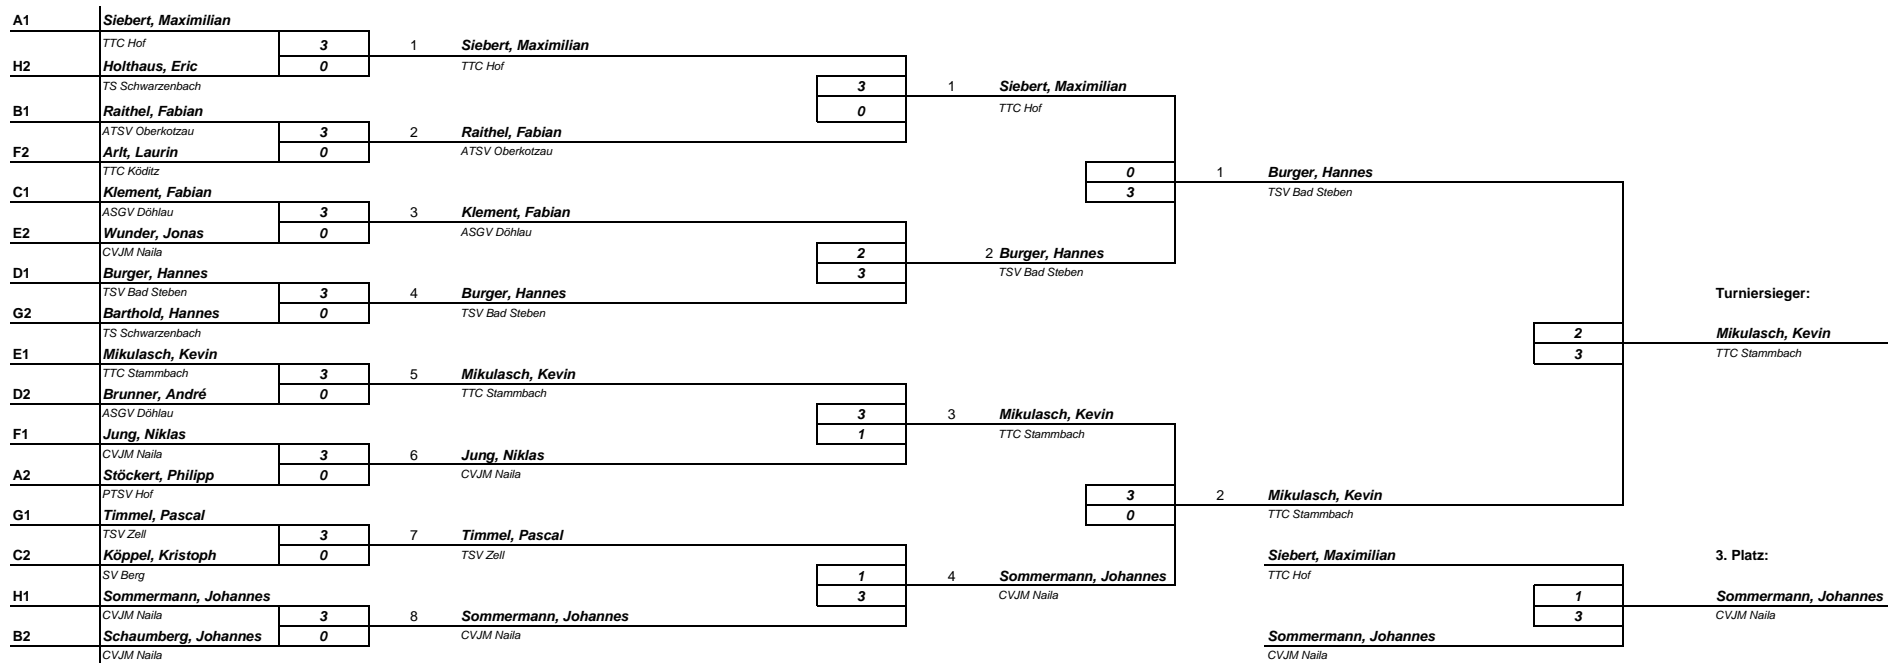 A1 Siebert, Maximilian
TTC Hof 3 1 Siebert, Maximilian
H2 Holthaus, Eric 0 TTC Hof
TS Schwarzenbach 3 1 Siebert, Maximilian
B1 Raithel, Fabian 0 TTC Hof
ATSV Oberkotzau 3 2 Raithel, Fabian
F2 Arlt, Laurin 0 ATSV Oberkotzau
TTC Köditz 0 1 Burger, Hannes
C1 Klement, Fabian 3 TSV Bad Steben
ASGV Döhlau 3 3 Klement, Fabian
E2 Wunder, Jonas 0 ASGV Döhlau
CVJM Naila 2 2 Burger, Hannes
D1 Burger, Hannes 3 TSV Bad Steben
TSV Bad Steben 3 4 Burger, Hannes Turniersieger:
G2 Barthold, Hannes 0 TSV Bad Steben
TS Schwarzenbach 2 Mikulasch, Kevin
E1 Mikulasch, Kevin 3 TTC Stammbach
TTC Stammbach 3 5 Mikulasch, Kevin
D2 Brunner, André 0 TTC Stammbach
ASGV Döhlau 3 3 Mikulasch, Kevin
F1 Jung, Niklas 1 TTC Stammbach
CVJM Naila 3 6 Jung, Niklas
A2 Stöckert, Philipp 0 CVJM Naila
PTSV Hof 3 2 Mikulasch, Kevin
G1 Timmel, Pascal 0 TTC Stammbach
TSV Zell 3 7 Timmel, Pascal
C2 Köppel, Kristoph 0 TSV Zell Siebert, Maximilian 3. Platz:
SV Berg 1 4 Sommermann, Johannes TTC Hof
H1 Sommermann, Johannes 3 CVJM Naila 1 Sommermann, Johannes
CVJM Naila 3 8 Sommermann, Johannes 3 CVJM Naila
B2 Schaumberg, Johannes 0 CVJM Naila Sommermann, Johannes
CVJM Naila CVJM Naila